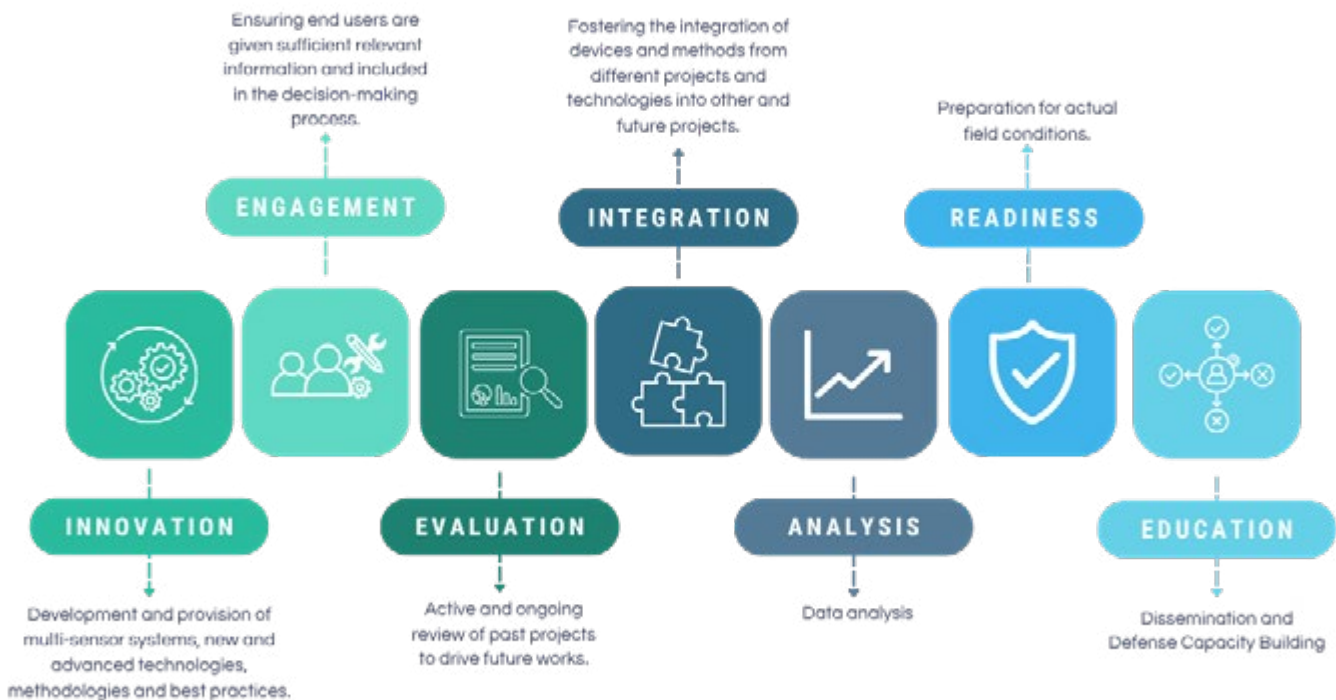 Ensuring end users are
given sufficient relevant
information and included
in the decision-making
process.
ENGAGEMENT
Fostering the integration of
devices and methods from
different projects and
technologies into other and
future projects.
INTEGRATION
Preparation for actual
field conditions.
READINESS
INNOVATION
Development and provision of
multi-sensor systems, new and
advanced technologies,
methodologies and best practices.
EVALUATION
Active and ongoing
review of past projects
to drive future works.
ANALYSIS
Data analysis
EDUCATION
Dissemination and
Defense Capacity Building